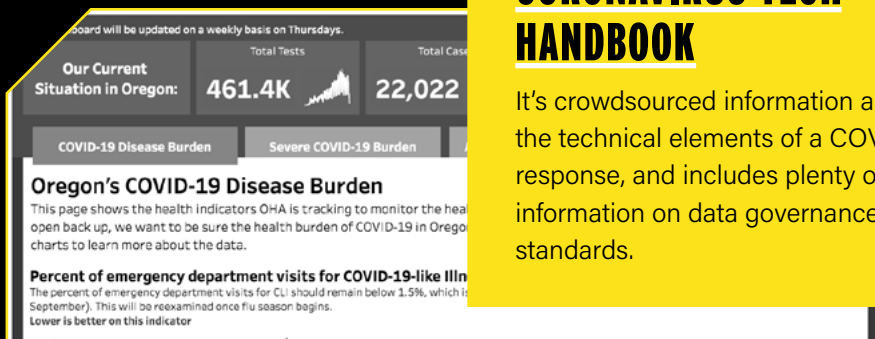 board will be updated on a weekly basis on Thursdays.
Our Current
Situation in Oregon:
Total Tests
461.4K
Total Case
22,022
COVID-19 Disease Burden
Severe COVID-19 Burden
Oregon's COVID-19 Disease Burden
This page shows the health indicators OHA is tracking to monitor the heal
open back up, we want to be sure the health burden of COVID-19 in Orego
charts to learn more about the data.
Percent of emergency department visits for COVID-19-like Illn
The percent of emergency department visits for CLI should remain below 1.5%, which is
September). This will be reexamined once flu season begins.
Lower is better on this indicator
CORONAVIRUS TECH
HANDBOOK
It's crowdsourced information a
the technical elements of a COV
response, and includes plenty o
information on data governance
standards.